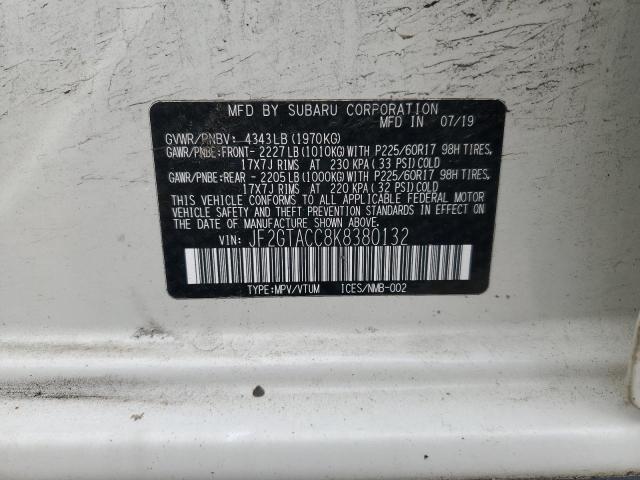 MFD BY SUBARU CORPORATION
MFD IN 07/19
GVWR/PNBV: 4343LB(1970KG)
GAWR/PNBE:FRONT- 2227LB(1010KG)WITH P225/60R17 98H TIRES,
17X7J RIMS AT 230 KPA(33 PSI)COLD
GAWR/PNBE:REAR - 2205LB(1000KG)WITH P225/60R17 98H TIRES,
17X7J RIMS AT 220 KPA(32 PSI)COLD
THIS VEHICLE CONFORMS TO ALL APPLICABLE FEDERAL MOTOR
VEHICLE SAFETY AND BUMPER STANDARDS IN EFFECT ON
THE DATE OF MANUFACTURE SHOWN ABOVE.
VIN: JF2GTACC8K8380132
TYPE:MPV/VTUM ICES/NMB-002